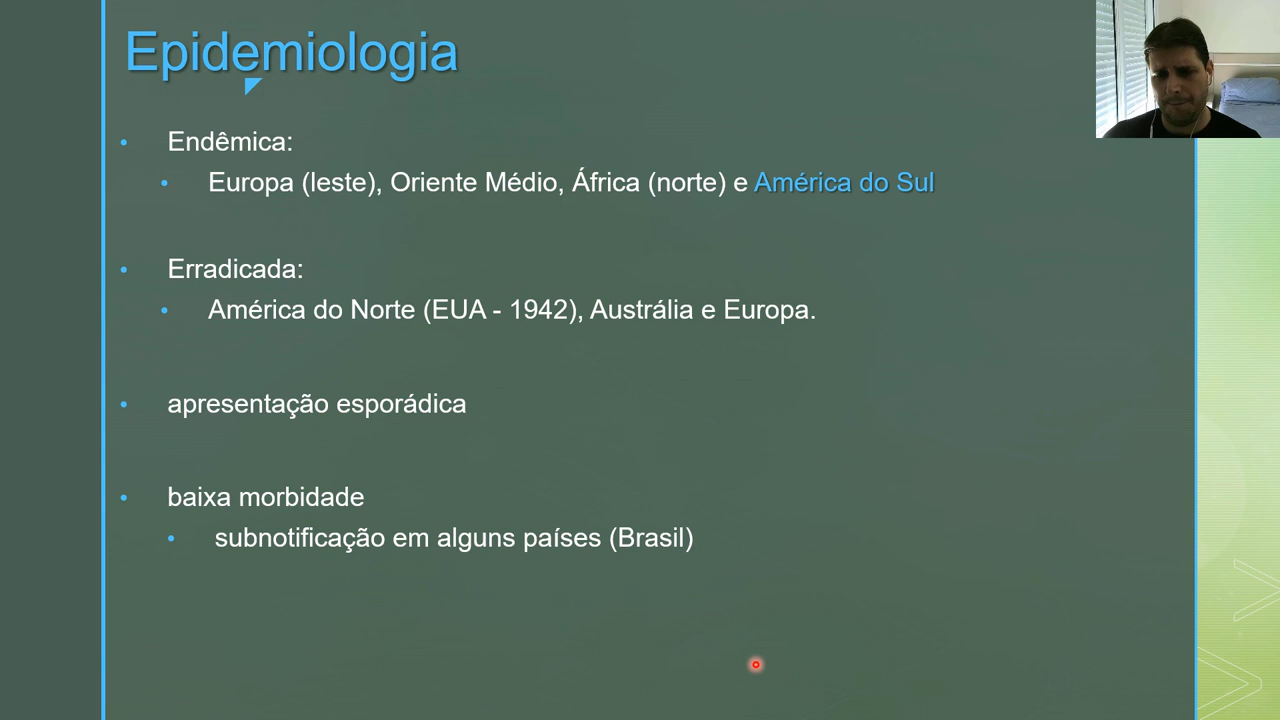 Epidemiologia
Endêmica:
Europa (leste), Oriente Médio, África (norte) e América do Sul
Erradicada:
América do Norte (EUA - 1942), Austrália e Europa.
apresentação esporádica
baixa morbidade
subnotificação em alguns países (Brasil)